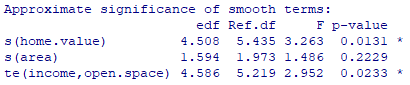 Approximate significance of smooth terms:
edf Ref.df F p-value
s(home.value) 4.508 5.435 3.263 0.0131 *
s(area) 1.594 1.973 1.486 0.2229
te(income,open.space) 4.586 5.219 2.952 0.0233 *